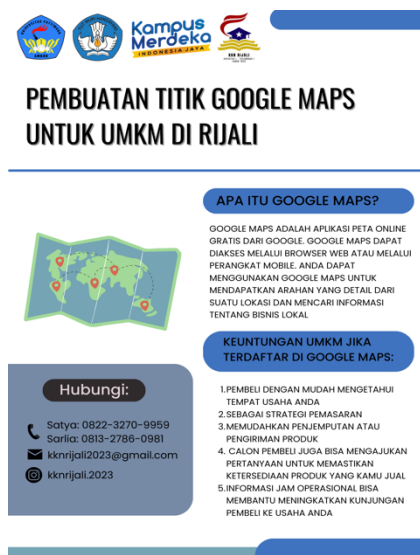 Kampus
Merdeka
INDONESIA JAYA
PEMBUATAN TITIK GOOGLE MAPS
UNTUK UMKM DI RIJALI
APA ITU GOOGLE MAPS?
GOOGLE MAPS ADALAH APLIKASI PETA ONLINE
GRATIS DARI GOOGLE. GOOGLE MAPS DAPAT
DIAKSES MELALUI BROWSER WEB ATAU MELALUI
PERANGKAT MOBILE. ANDA DAPAT
MENGGUNAKAN GOOGLE MAPS UNTUK
MENDAPATKAN ARAHAN YANG DETAIL DARI
SUATU LOKASI DAN MENCARI INFORMASI
TENTANG BISNIS LOKAL
KEUNTUNGAN UMKM JIKA
TERDAFTAR DI GOOGLE MAPS:
1.PEMBELI DENGAN MUDAH MENGETAHUI
TEMPAT USAHA ANDA
2.SEBAGAI STRATEGI PEMASARAN
3.MEMUDAHKAN PENJEMPUTAN ATAU
PENGIRIMAN PRODUK
4. CALON PEMBELI JUGA BISA MENGAJUKAN
PERTANYAAN UNTUK MEMASTIKAN
KETERSEDIAAN PRODUK YANG KAMU JUAL
5.INFORMASI JAM OPERASIONAL BISA
MEMBANTU MENINGKATKAN KUNJUNGAN
PEMBELI KE USAHA ANDA
Hubungi:
Satya: 0822-3270-9959
Sarlia: 0813-2786-0981
kknrijali2023@gmail.com
kknrijali.2023